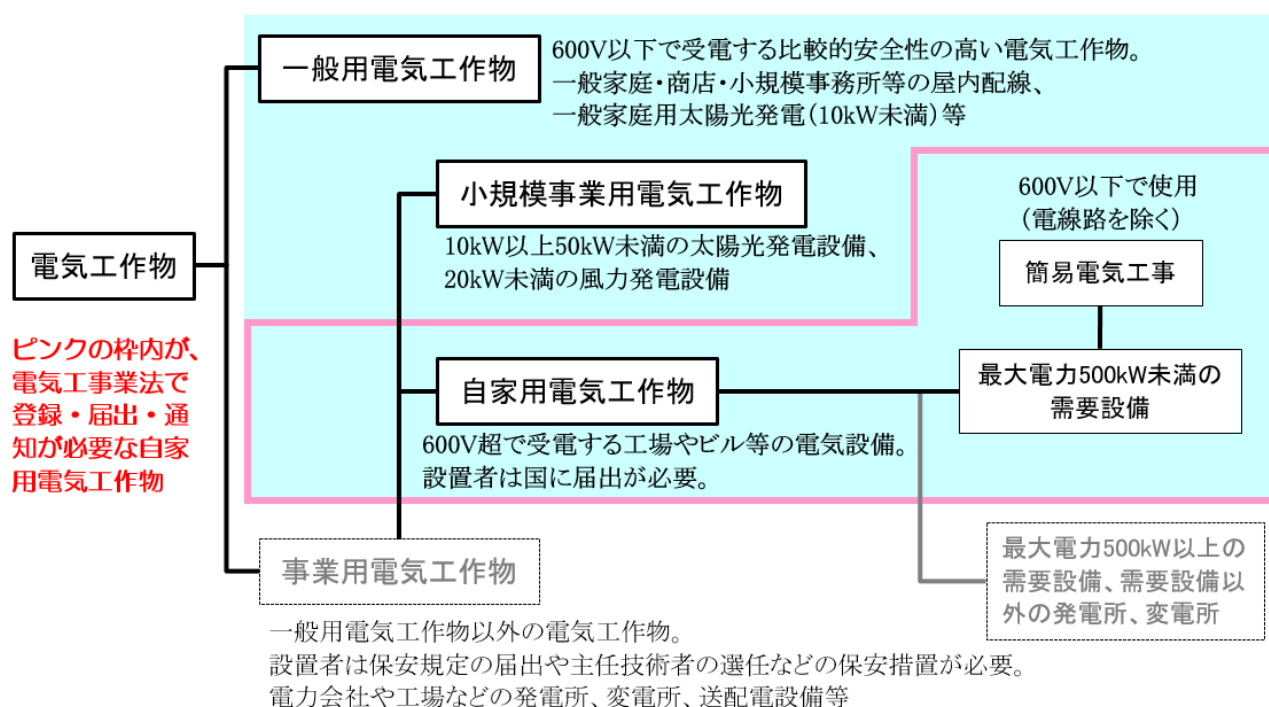 一般用電気工作物
600V以下で受電する比較的安全性の高い電気工作物。
一般家庭・商店・小規模事務所等の屋内配線、
一般家庭用太陽光発電(10kW未満)等
小規模事業用電気工作物
10kW以上50kW未満の太陽光発電設備、
20kW未満の風力発電設備
600V以下で使用
(電線路を除く)
簡易電気工事
電気工作物
ピンクの枠内が、
電気工事業法で
登録・届出・通
知が必要な自家
用電気工作物
自家用電気工作物
600V超で受電する工場やビル等の電気設備。
設置者は国に届出が必要。
最大電力500kW未満の
需要設備
事業用電気工作物
一般用電気工作物以外の電気工作物。
設置者は保安規定の届出や主任技術者の選任などの保安措置が必要。
電力会社や工場などの発電所、変電所、送配電設備等
最大電力500kW以上の
需要設備、需要設備以
外の発電所、変電所